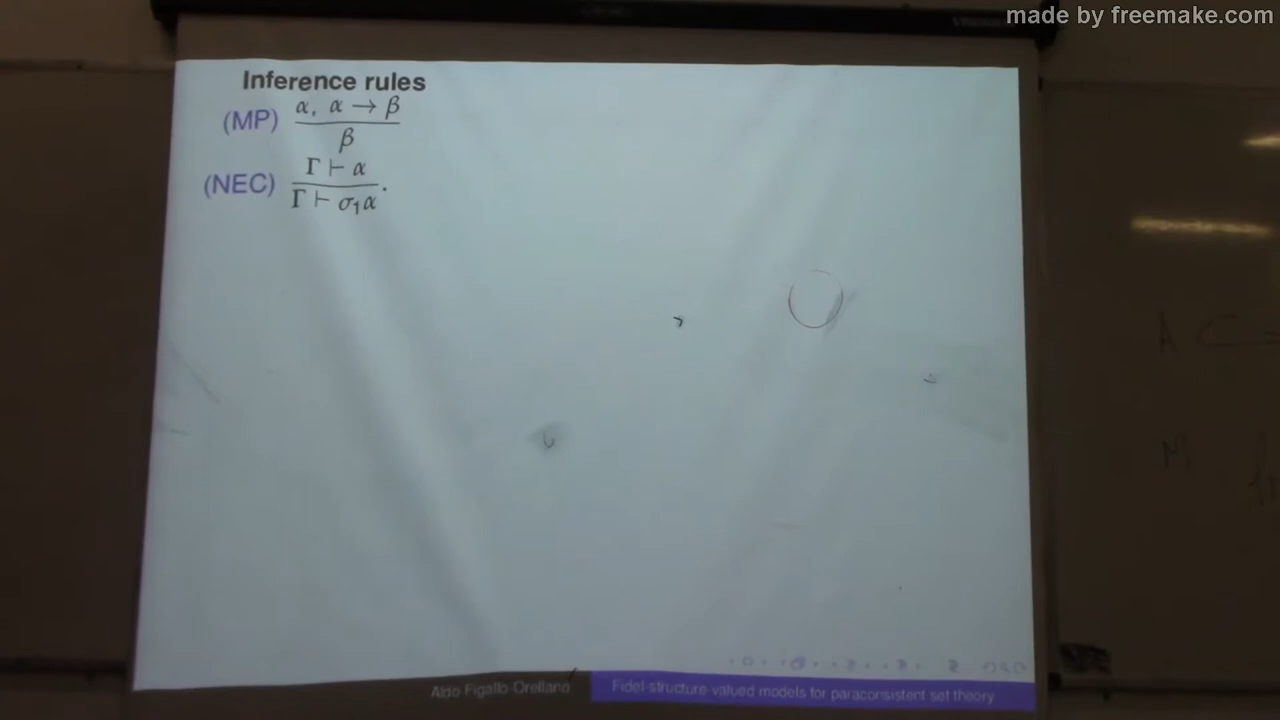 made by freemake.com
Inference rules
(MP) α, α → β
β
(NEC) Γ ⊢ α
Γ ⊢ σ₁α.
Aldo Figallo-Orellano
Fidel-structure-valued models for paraconsistent set theory
A
M